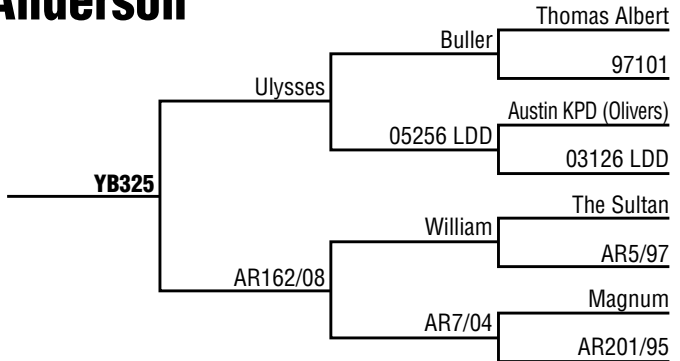 Anderson
Thomas Albert
Buller
97101
Ulysses
Austin KPD (Olivers)
05256 LDD
03126 LDD
YB325
The Sultan
William
AR5/97
AR162/08
Magnum
AR7/04
AR201/95